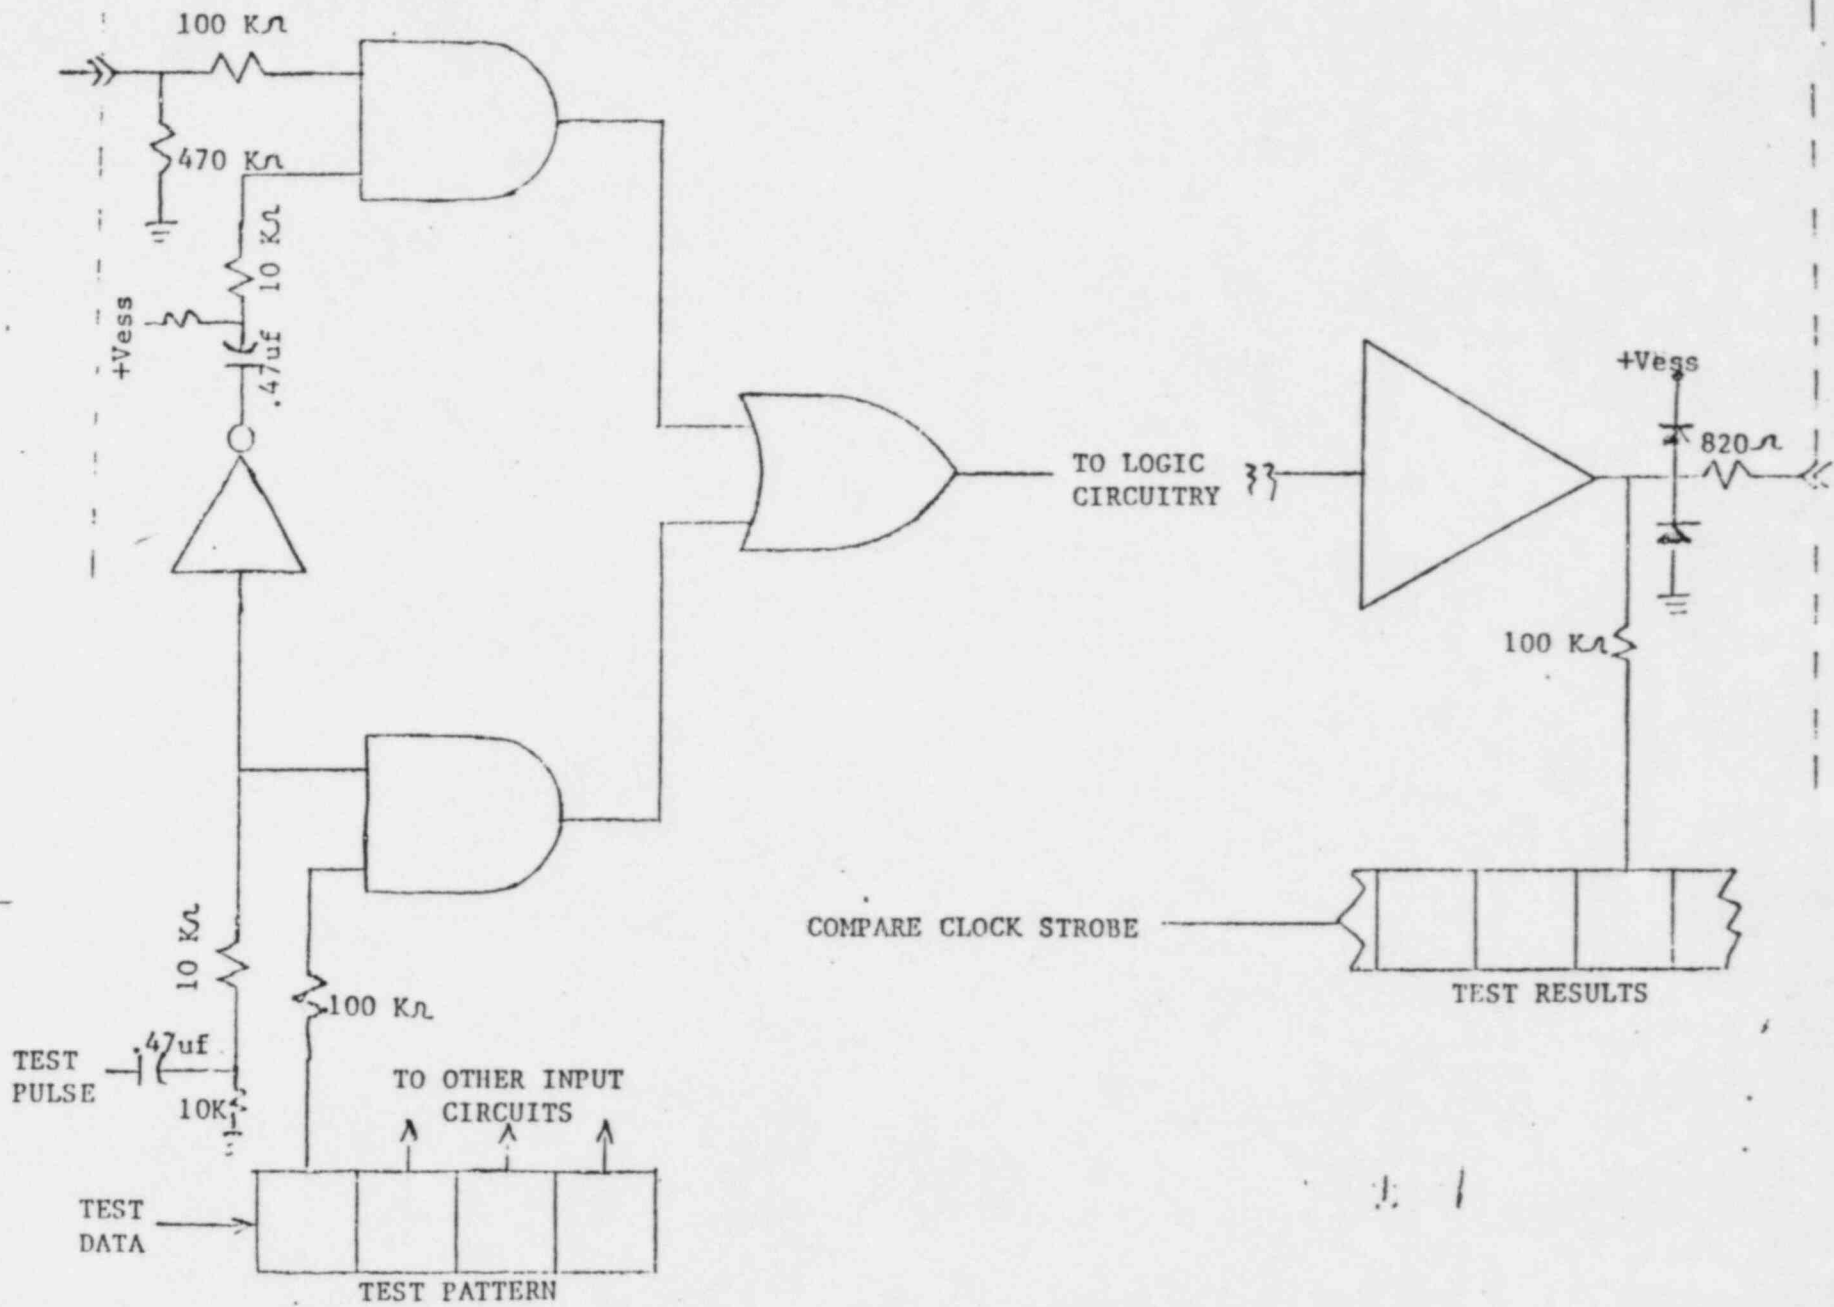 100 KΩ
470 KΩ
10 KΩ
+Vess
.47uf
+Vess
820Ω
TO LOGIC
CIRCUITRY
100 KΩ
10 KΩ
100 KΩ
COMPARE CLOCK STROBE
TEST RESULTS
.47uf
TEST
PULSE
10K
TO OTHER INPUT
CIRCUITS
TEST
DATA
TEST PATTERN